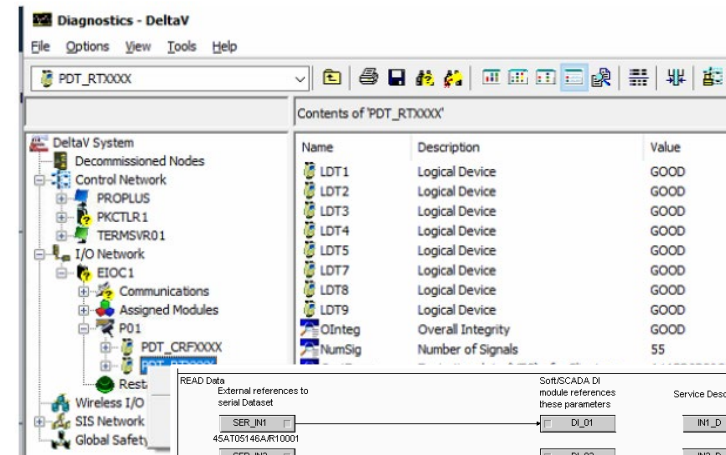 Diagnostics - DeltaV
File Options View Tools Help
PDT_RTXXXX
Contents of 'PDT_RTXXXX'
DeltaV System
Decommissioned Nodes
Control Network
PROPLUS
PKCTLR1
TERMSVR01
I/O Network
EIOC1
Communications
Assigned Modules
P01
PDT_CRFXXXX
Rest
Wireless I/O
SIS Network
Global Safety
Name Description Value
LDT1 Logical Device GOOD
LDT2 Logical Device GOOD
LDT3 Logical Device GOOD
LDT4 Logical Device GOOD
LDT5 Logical Device GOOD
LDT7 Logical Device GOOD
LDT8 Logical Device GOOD
LDT9 Logical Device GOOD
OInteg Overall Integrity GOOD
NumSig Number of Signals 55
READ Data
External references to
serial Dataset
Soft/SCADA DI
module references
these parameters
Service Desc
SER_IN1 DI_01 IN1_D
45AT05146A/R10001